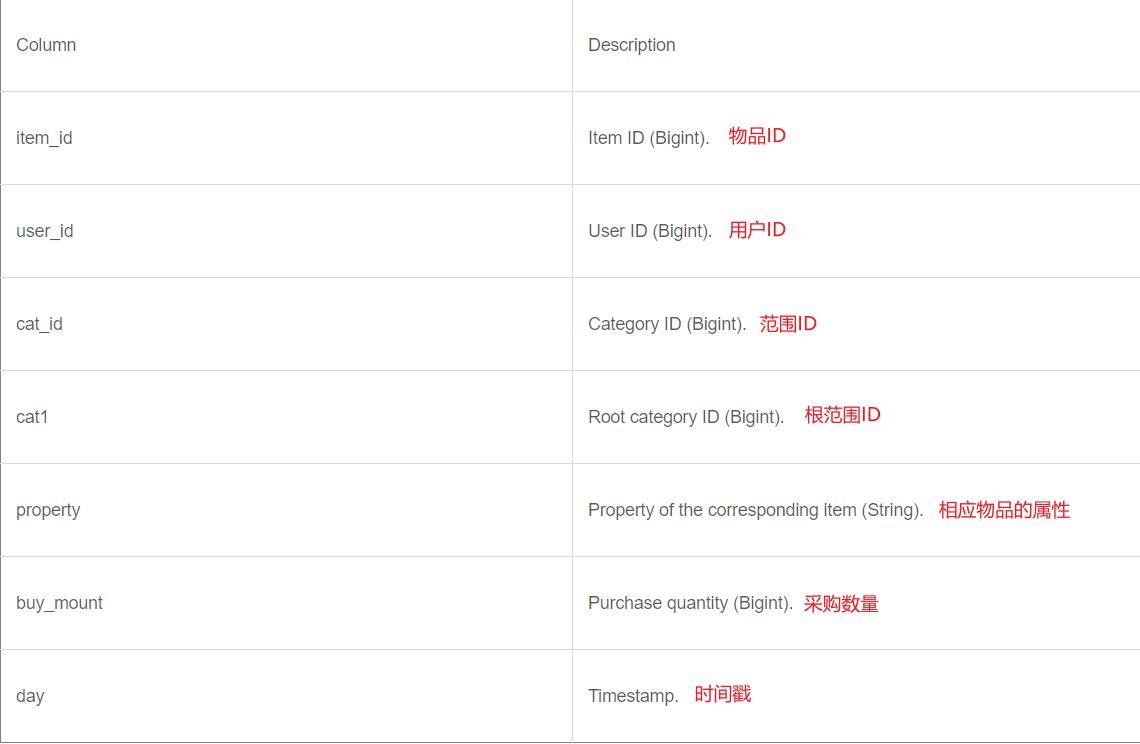 Column Description
item_id Item ID (Bigint). 物品ID
user_id User ID (Bigint). 用户ID
cat_id Category ID (Bigint). 范围ID
cat1 Root category ID (Bigint). 根范围ID
property Property of the corresponding item (String). 相应物品的属性
buy_mount Purchase quantity (Bigint). 采购数量
day Timestamp. 时间戳